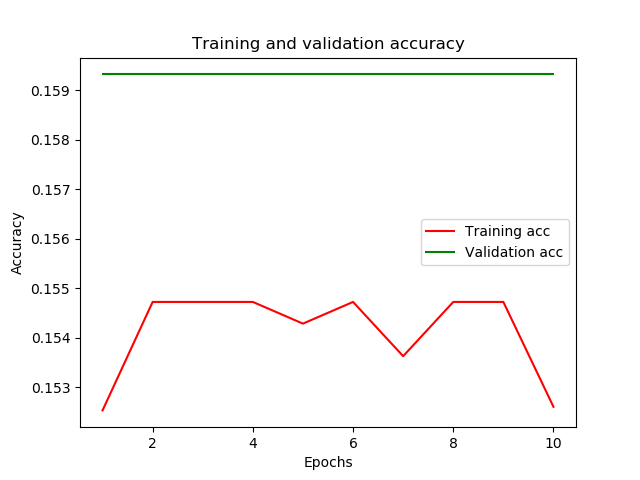 Training and validation accuracy
0.159
0.158
0.157
0.156
0.155
0.154
0.153
Accuracy
Training acc
Validation acc
2 4 6 8 10
Epochs